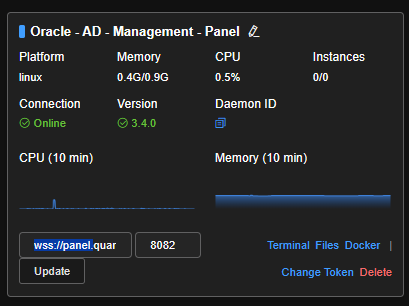 Oracle - AD - Management - Panel
Platform Memory CPU Instances
linux 0.4G/0.9G 0.5% 0/0
Connection Version Daemon ID
Online 3.4.0
CPU (10 min) Memory (10 min)
wss://panel.quar 8082 Terminal Files Docker |
Update Change Token Delete